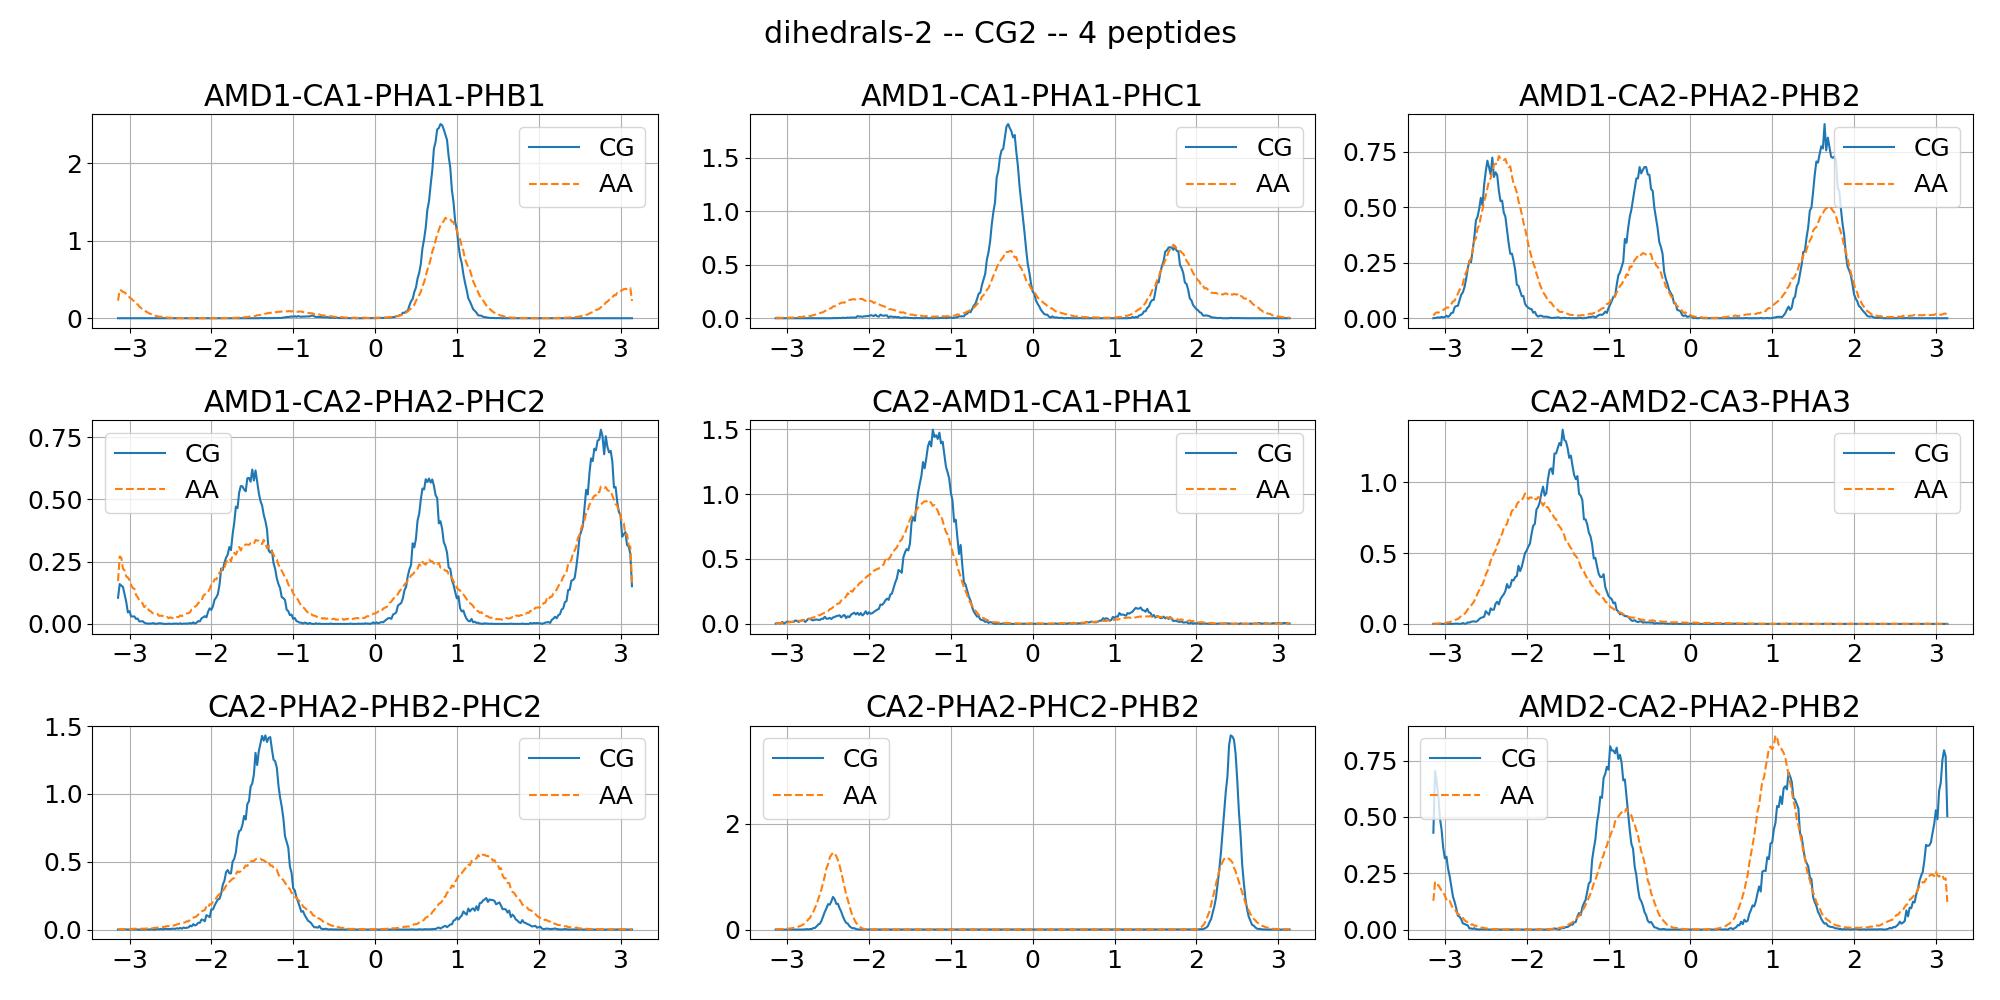 dihedrals-2 -- CG2 -- 4 peptides
AMD1-CA1-PHA1-PHB1
2
1
0
CG
AA
−3 −2 −1 0 1 2 3
AMD1-CA1-PHA1-PHC1
1.5
1.0
0.5
0.0
CG
AA
−3 −2 −1 0 1 2 3
AMD1-CA2-PHA2-PHB2
0.75
0.50
0.25
0.00
CG
AA
−3 −2 −1 0 1 2 3
AMD1-CA2-PHA2-PHC2
0.75
0.50
0.25
0.00
CG
AA
−3 −2 −1 0 1 2 3
CA2-AMD1-CA1-PHA1
1.5
1.0
0.5
0.0
CG
AA
−3 −2 −1 0 1 2 3
CA2-AMD2-CA3-PHA3
1.0
0.5
0.0
CG
AA
−3 −2 −1 0 1 2 3
CA2-PHA2-PHB2-PHC2
1.5
1.0
0.5
0.0
CG
AA
−3 −2 −1 0 1 2 3
CA2-PHA2-PHC2-PHB2
2
0
CG
AA
−3 −2 −1 0 1 2 3
AMD2-CA2-PHA2-PHB2
0.75
0.50
0.25
0.00
CG
AA
−3 −2 −1 0 1 2 3